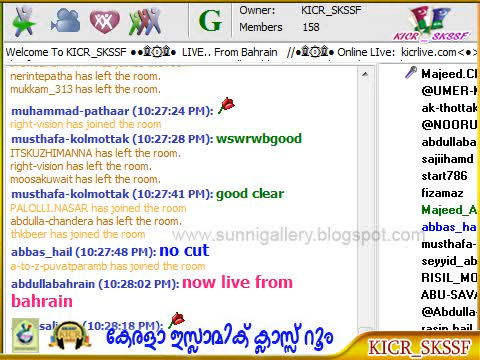 Owner: KICR_SKSSF
Members 158
KICR_SKSSF
Welcome To KICR_SKSSF LIVE.. From Bahrain // Online Live: kicrlive.com<●>
nerintepatha has left the room.
mukkam_313 has left the room.
muhammad-pathaar (10:27:24 PM):
right-vision has joined the room
musthafa-kolmottak (10:27:28 PM): wswrwbgood
ITSKUZHIMANNA has left the room.
right-vision has left the room.
moosakuwait has left the room.
musthafa-kolmottak (10:27:41 PM): good clear
PALOLLI.NASAR has joined the room
abdulla-chandera has left the room.
thkbeer has joined the room
abbas_hail (10:27:48 PM): no cut
a-to-z-puvatparamb has joined the room
abdullabahrain (10:28:02 PM): now live from
bahrain
(10:28:18 PM):
Majeed.C
@UMER-
ak-thottak
@NOORU
abdullaba
sajiihamd
start786
fizamaz
Majeed_A
abbas_ha
musthafa-
seyyid_ab
RISIL_MO
ABU-SAVA
@Abdulla-
rasin_hail
www.sunnigallery.blogspot.com
കേരളാ ഇസ്ലാമിക് ക്ലാസ്സ് റൂം
KICR_SKSSF